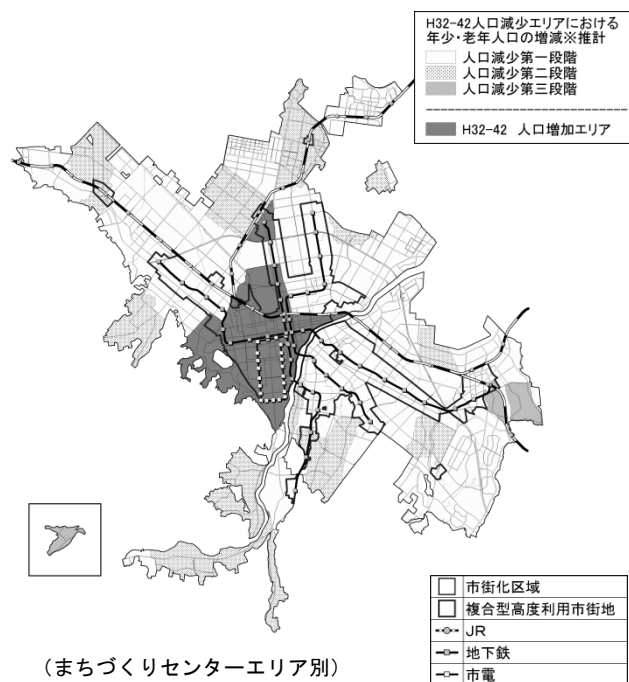 H32-42人口減少エリアにおける
年少・老年人口の増減※推計
人口減少第一段階
人口減少第二段階
人口減少第三段階
H32-42 人口増加エリア
市街化区域
複合型高度利用市街地
JR
地下鉄
市電
(まちづくりセンターエリア別)